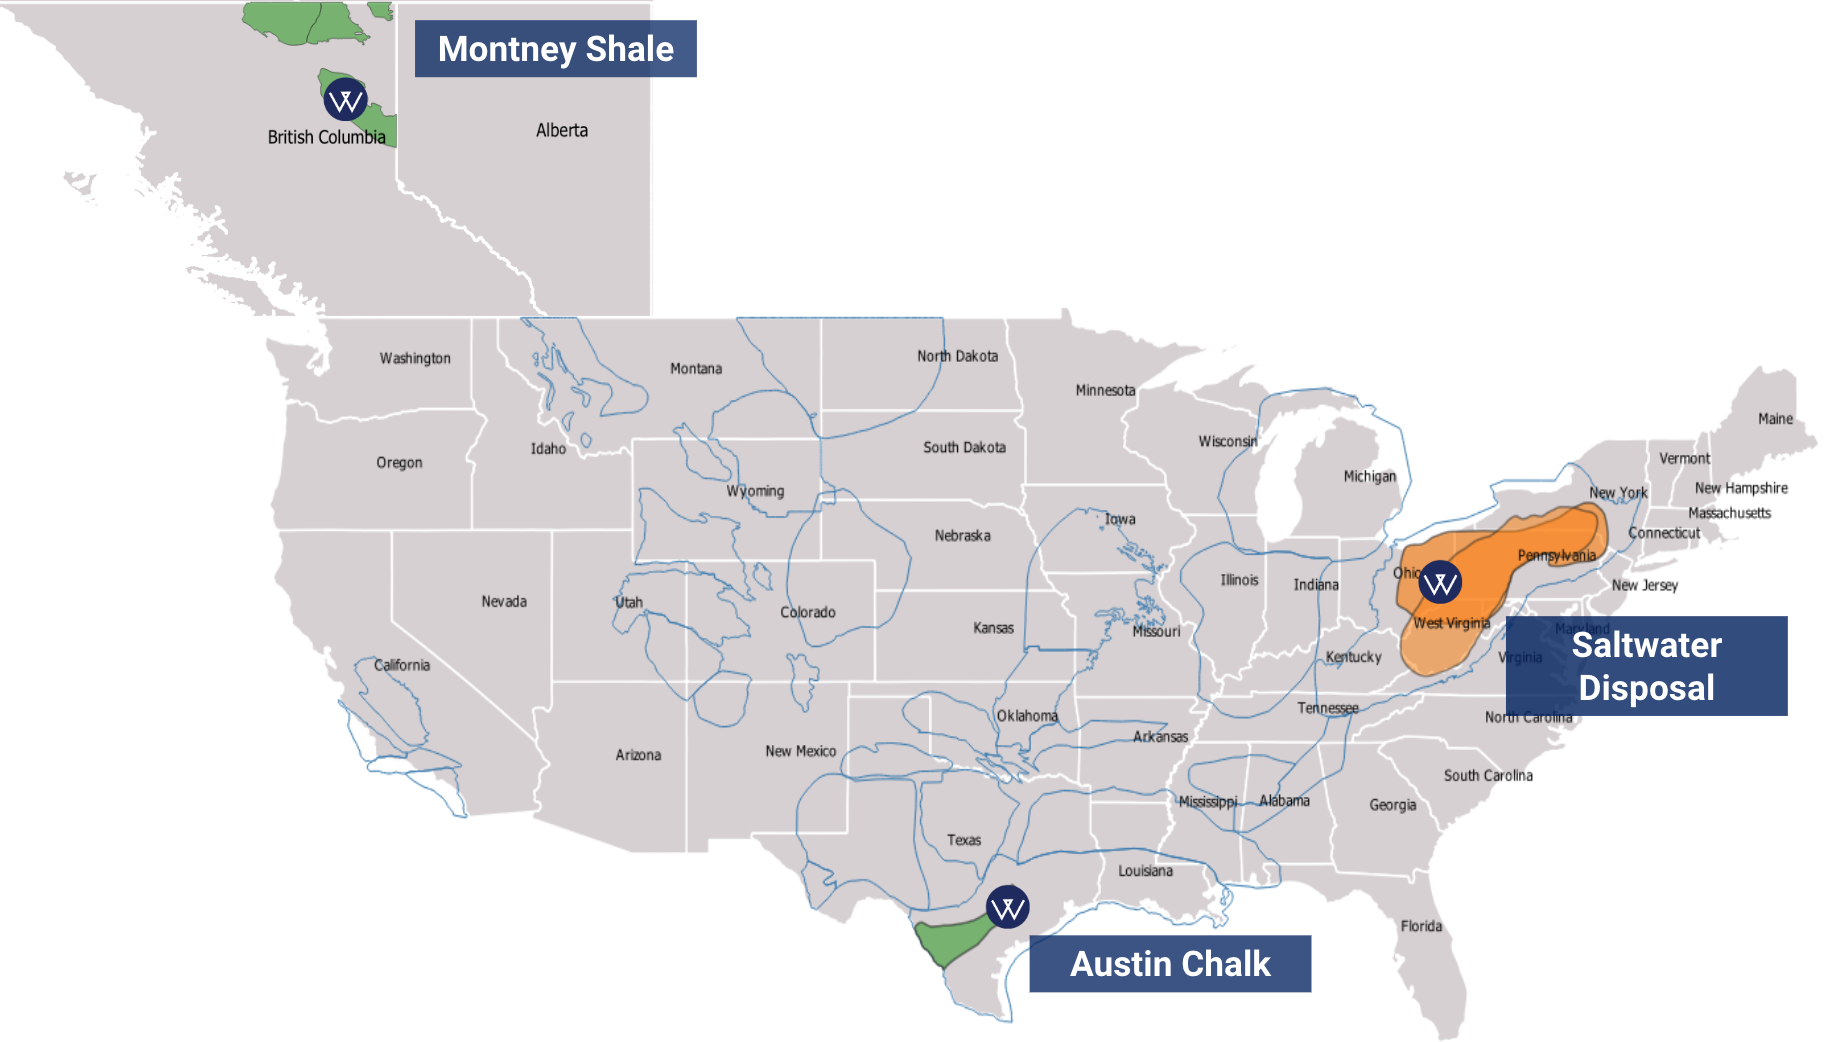 Montney Shale
British Columbia
Alberta
Washington
Montana
North Dakota
Minnesota
Maine
Oregon
Idaho
South Dakota
Wisconsin
Michigan
Vermont
New York
New Hampshire
Wyoming
Massachusetts
Iowa
Nebraska
Connecticut
Pennsylvania
Ohio
Illinois
Indiana
New Jersey
Nevada
Utah
Colorado
Kansas
Missouri
West Virginia
Maryland
Kentucky
Virginia
Saltwater
Disposal
California
Tennessee
North Carolina
Oklahoma
Arkansas
Arizona
New Mexico
South Carolina
Mississippi
Alabama
Georgia
Texas
Louisiana
Florida
Austin Chalk